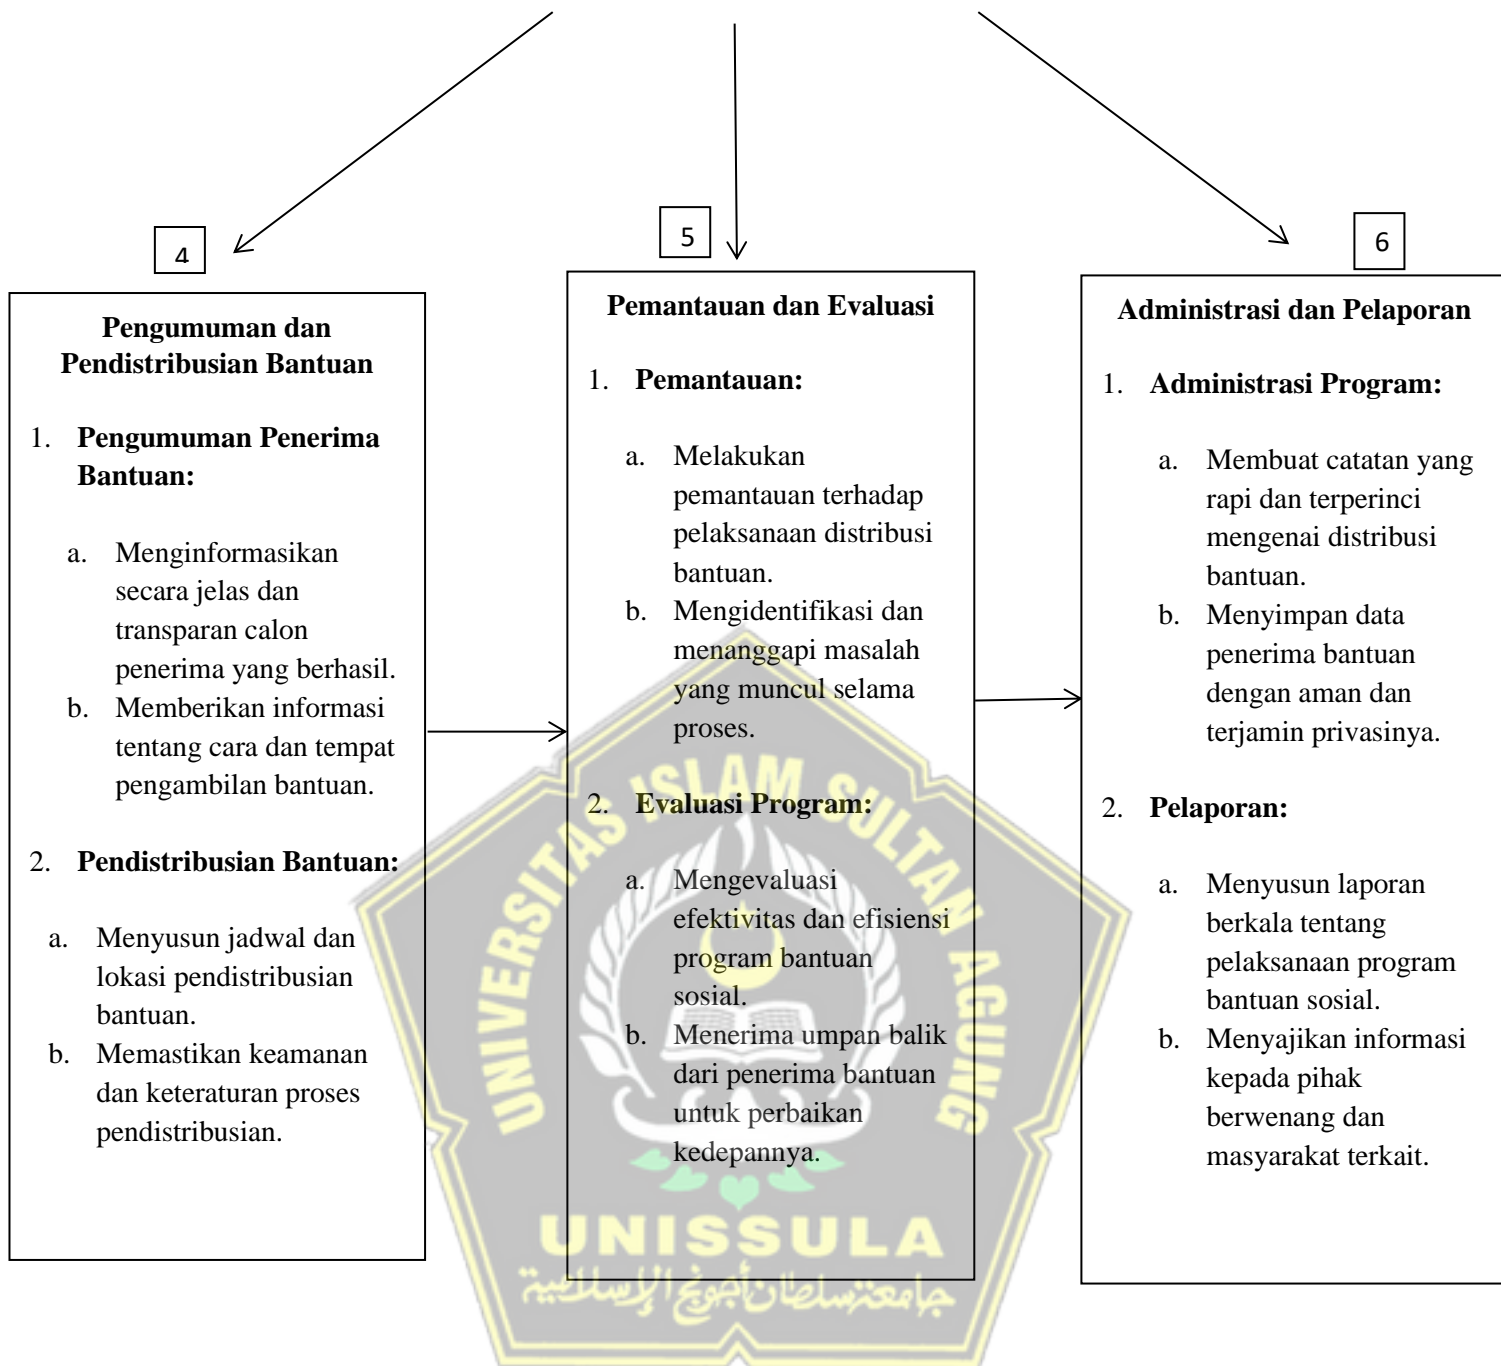 4
5
6
Pengumuman dan
Pendistribusian Bantuan
1. Pengumuman Penerima
Bantuan:
a. Menginformasikan
secara jelas dan
transparan calon
penerima yang berhasil.
b. Memberikan informasi
tentang cara dan tempat
pengambilan bantuan.
2. Pendistribusian Bantuan:
a. Menyusun jadwal dan
lokasi pendistribusian
bantuan.
b. Memastikan keamanan
dan keteraturan proses
pendistribusian.
Pemantauan dan Evaluasi
1. Pemantauan:
a. Melakukan
pemantauan terhadap
pelaksanaan distribusi
bantuan.
b. Mengidentifikasi dan
menanggapi masalah
yang muncul selama
proses.
2. Evaluasi Program:
a. Mengevaluasi
efektivitas dan efisiensi
program bantuan
sosial.
b. Menerima umpan balik
dari penerima bantuan
untuk perbaikan
kedepannya.
Administrasi dan Pelaporan
1. Administrasi Program:
a. Membuat catatan yang
rapi dan terperinci
mengenai distribusi
bantuan.
b. Menyimpan data
penerima bantuan
dengan aman dan
terjamin privasinya.
2. Pelaporan:
a. Menyusun laporan
berkala tentang
pelaksanaan program
bantuan sosial.
b. Menyajikan informasi
kepada pihak
berwenang dan
masyarakat terkait.
UNIVERSITAS ISLAM SULTAN AGUNG
UNISSULA
جامعة سلطان أجونج الإسلامية